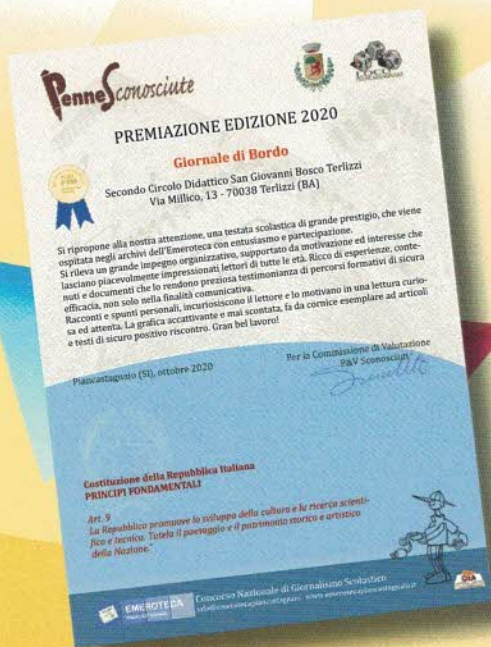 Penne Sconosciute
PREMIAZIONE EDIZIONE 2020
Giornale di Bordo
Secondo Circolo Didattico San Giovanni Bosco Terlizzi
Via Millico, 13 - 70038 Terlizzi (BA)
Si ripropone alla nostra attenzione, una testata scolastica di grande prestigio, che viene
ospitata negli archivi dell'Emeroteca con entusiasmo e partecipazione.
Si rileva un grande impegno organizzativo, supportato da motivazione ed interesse che
lasciano piacevolmente impressionati lettori di tutte le età. Ricco di esperienze, conte-
nuti e documenti che lo rendono preziosa testimonianza di percorsi formativi di sicura
efficacia, non solo nella finalità comunicativa.
Racconti e spunti personali, incuriosiscono il lettore e lo motivano in una lettura curio-
sa ed attenta. La grafica accattivante e mai scontata, fa da cornice esemplare ad articoli
e testi di sicuro positivo riscontro. Gran bel lavoro!
Piancastagnaio (SI), ottobre 2020
Per la Commissione di Valutazione
P&V Sconosciuti
Costituzione della Repubblica Italiana
PRINCIPI FONDAMENTALI
Art. 9
La Repubblica promuove lo sviluppo della cultura e la ricerca scienti-
fica e tecnica. Tutela il paesaggio e il patrimonio storico e artistico
della Nazione."
EMEROTECA
Concorso Nazionale di Giornalismo Scolastico